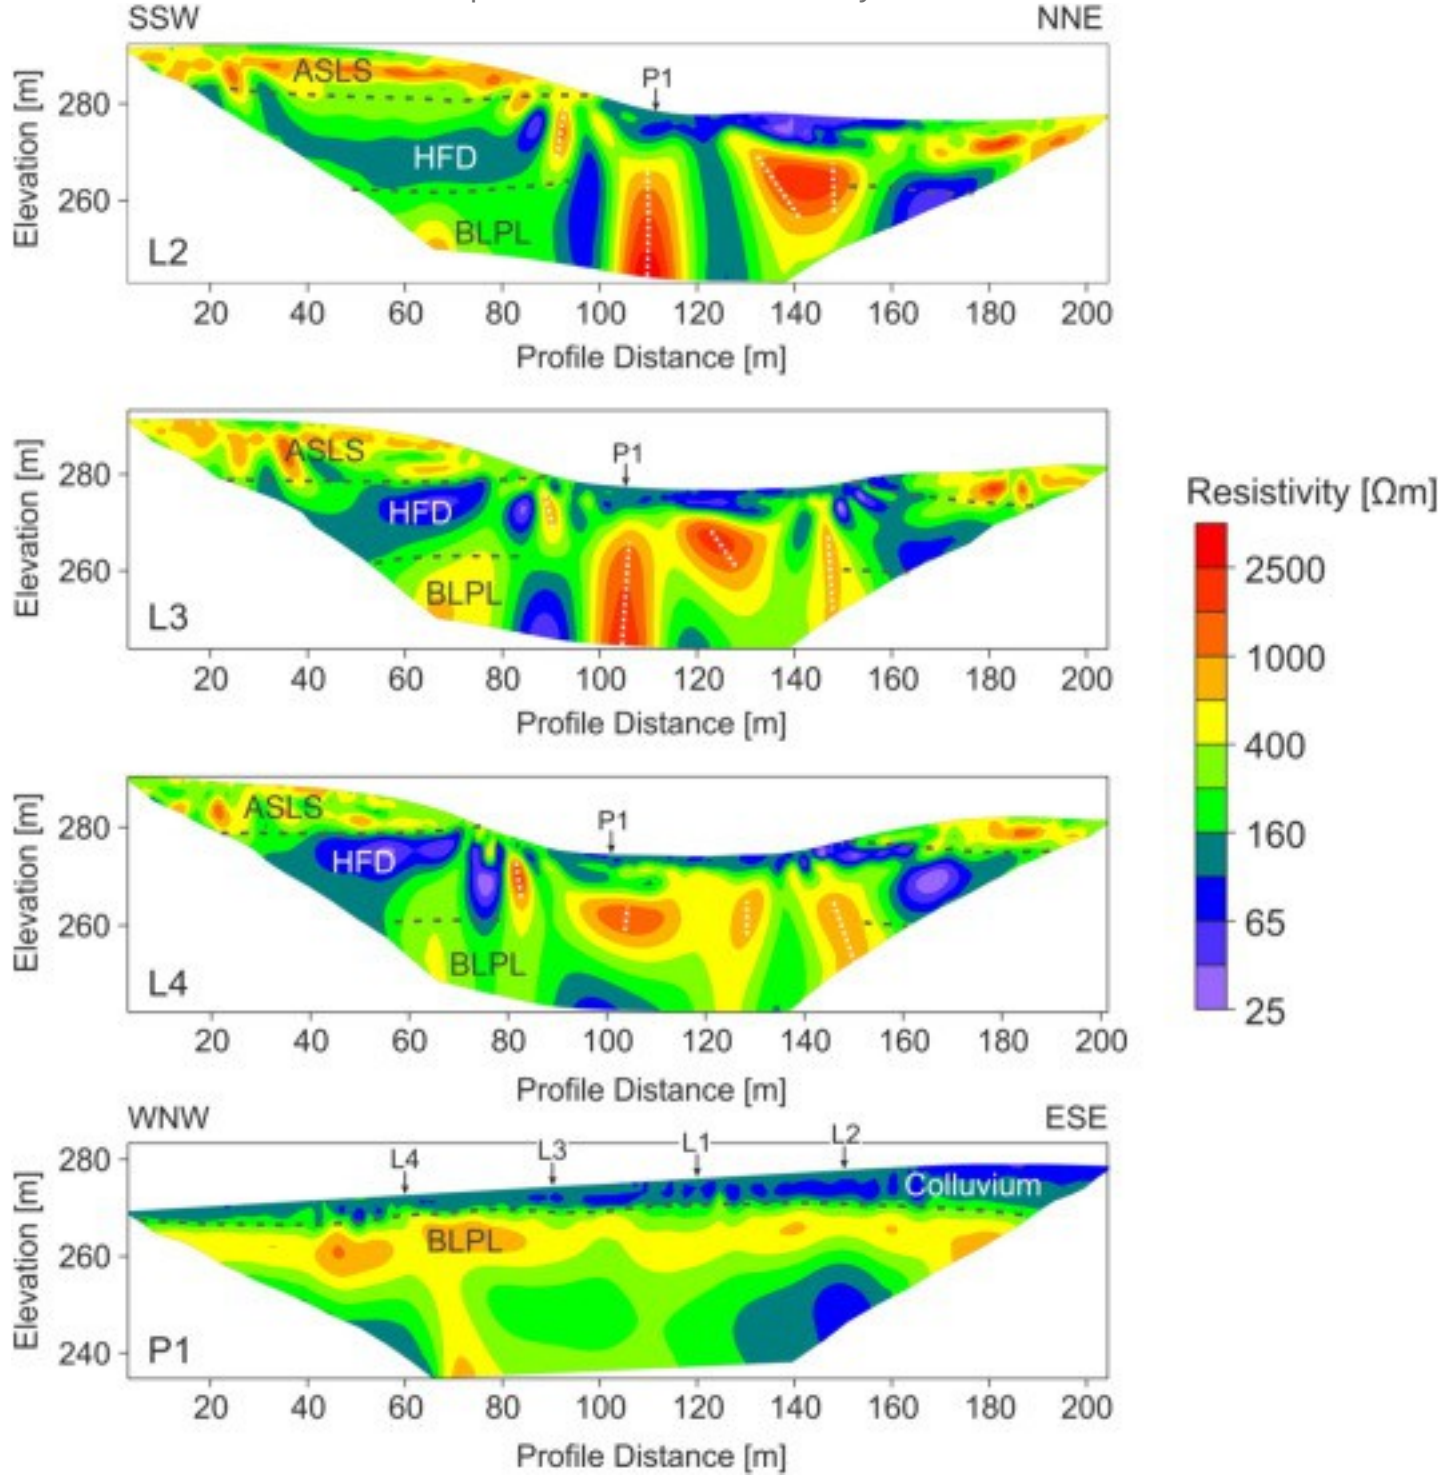 SSW NNE
Elevation [m]
280
260
ASLS
P1
HFD
BLPL
L2
20 40 60 80 100 120 140 160 180 200
Profile Distance [m]
Elevation [m]
280
260
ASLS
P1
HFD
BLPL
L3
20 40 60 80 100 120 140 160 180 200
Profile Distance [m]
Resistivity [Ωm]
2500
1000
400
160
65
25
Elevation [m]
280
260
ASLS
P1
HFD
BLPL
L4
20 40 60 80 100 120 140 160 180 200
Profile Distance [m]
WNW ESE
Elevation [m]
280
260
240
L4 L3 L1 L2
Colluvium
BLPL
P1
20 40 60 80 100 120 140 160 180 200
Profile Distance [m]